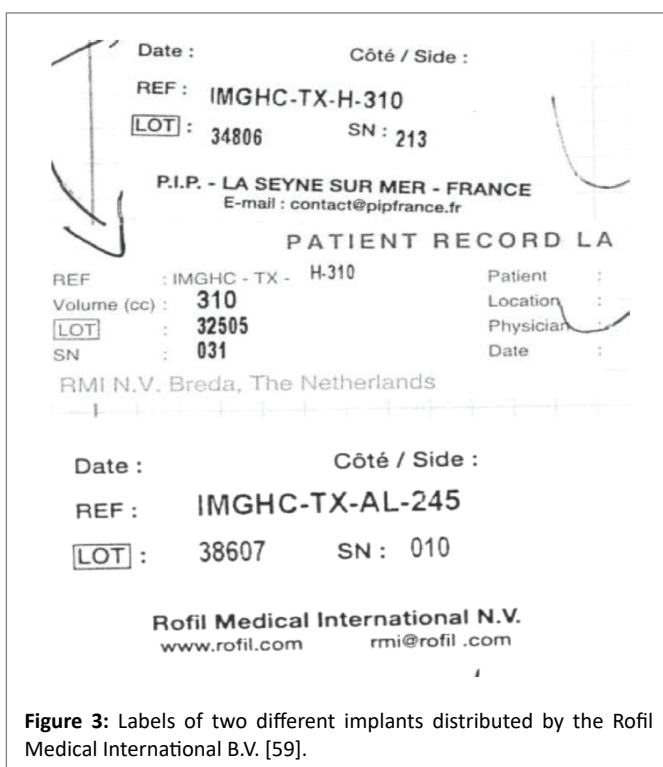 Date : Côté / Side :
REF : IMGHC-TX-H-310
LOT : 34806 SN : 213
P.I.P. - LA SEYNE SUR MER - FRANCE
E-mail : contact@pipfrance.fr
PATIENT RECORD LA
REF : IMGHC - TX - H-310 Patient :
Volume (cc) : 310 Location :
LOT : 32505 Physician :
SN : 031 Date :
RMI N.V. Breda, The Netherlands
Date : Côté / Side :
REF : IMGHC-TX-AL-245
LOT : 38607 SN : 010
Rofil Medical International N.V.
www.rofil.com rmi@rofil .com
Figure 3: Labels of two different implants distributed by the Rofil
Medical International B.V. [59].